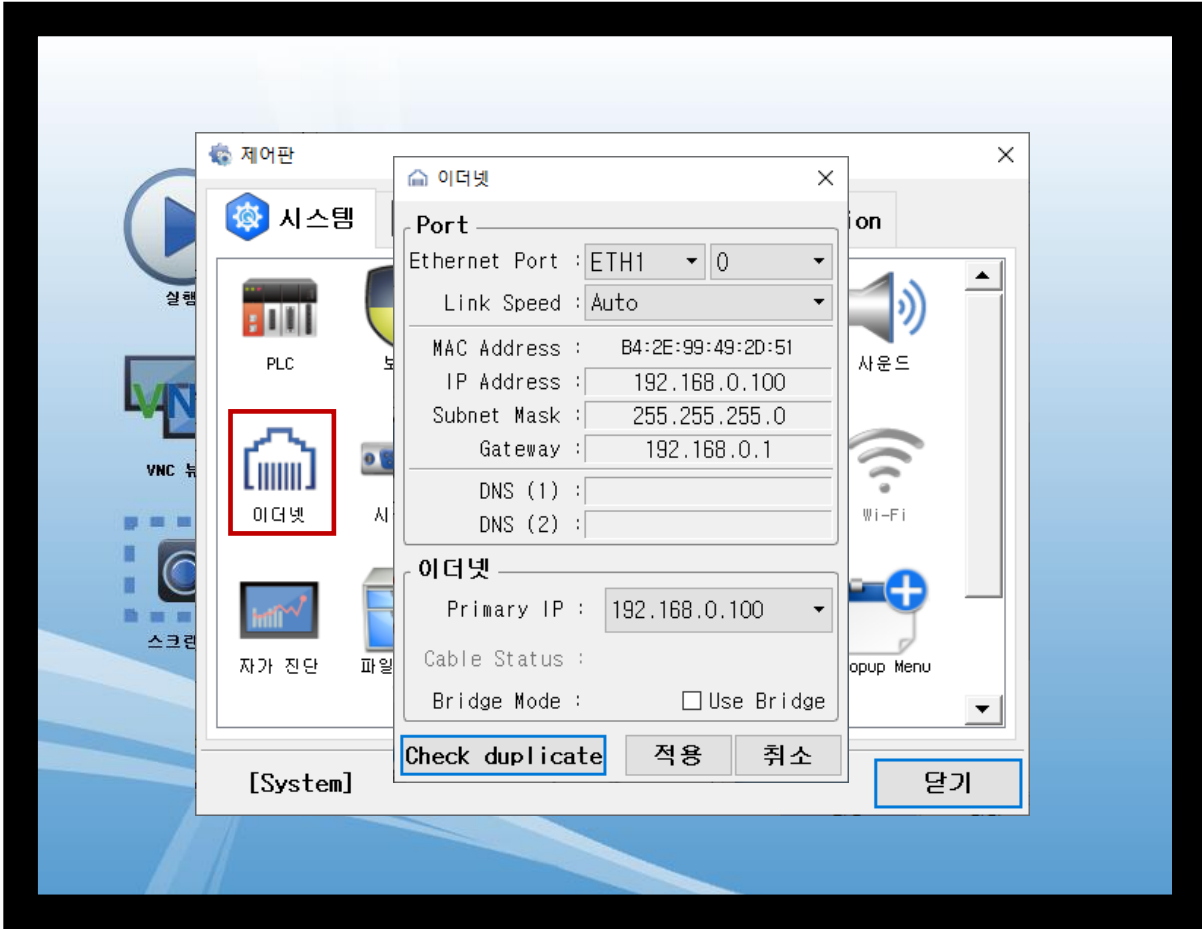 제어판
이더넷
시스템
Port
Ethernet Port : ETH1 0
Link Speed : Auto
MAC Address : B4:2E:99:49:2D:51
IP Address : 192.168.0.100
Subnet Mask : 255.255.255.0
Gateway : 192.168.0.1
DNS (1) :
DNS (2) :
이더넷
Primary IP : 192.168.0.100
Cable Status :
Bridge Mode : Use Bridge
Check duplicate 적용 취소
PLC
사운드
이더넷
Wi-Fi
자가 진단
파일
Menu
VNC
[System]
닫기